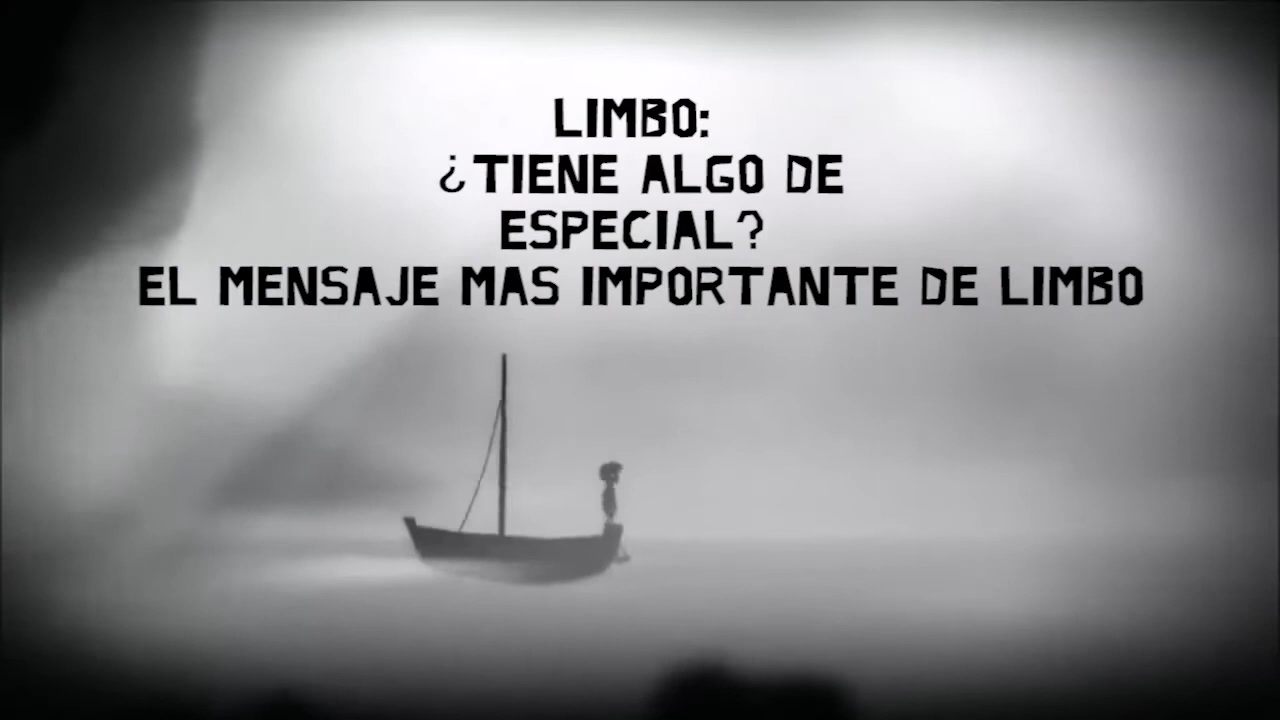 LIMBO:
¿TIENE ALGO DE
ESPECIAL?
EL MENSAJE MAS IMPORTANTE DE LIMBO